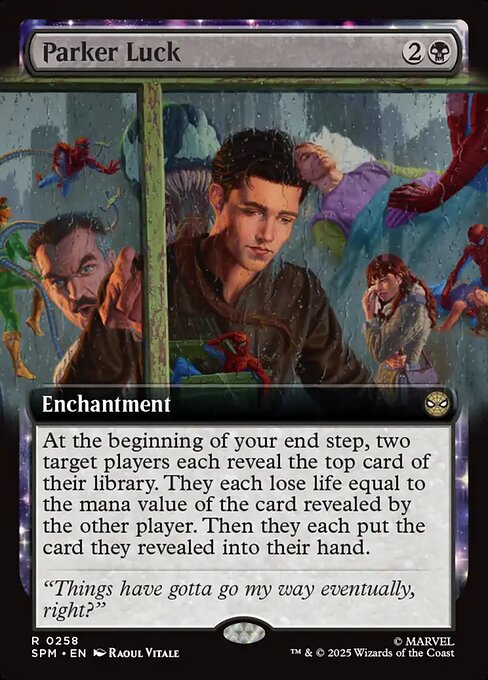 Parker Luck 2
Enchantment
At the beginning of your end step, two
target players each reveal the top card of
their library. They each lose life equal to
the mana value of the card revealed by
the other player. Then they each put the
card they revealed into their hand.
“Things have gotta go my way eventually,
right?”
R 0258 © MARVEL
SPM • EN Raoul Vitale ™ & © 2025 Wizards of the Coast